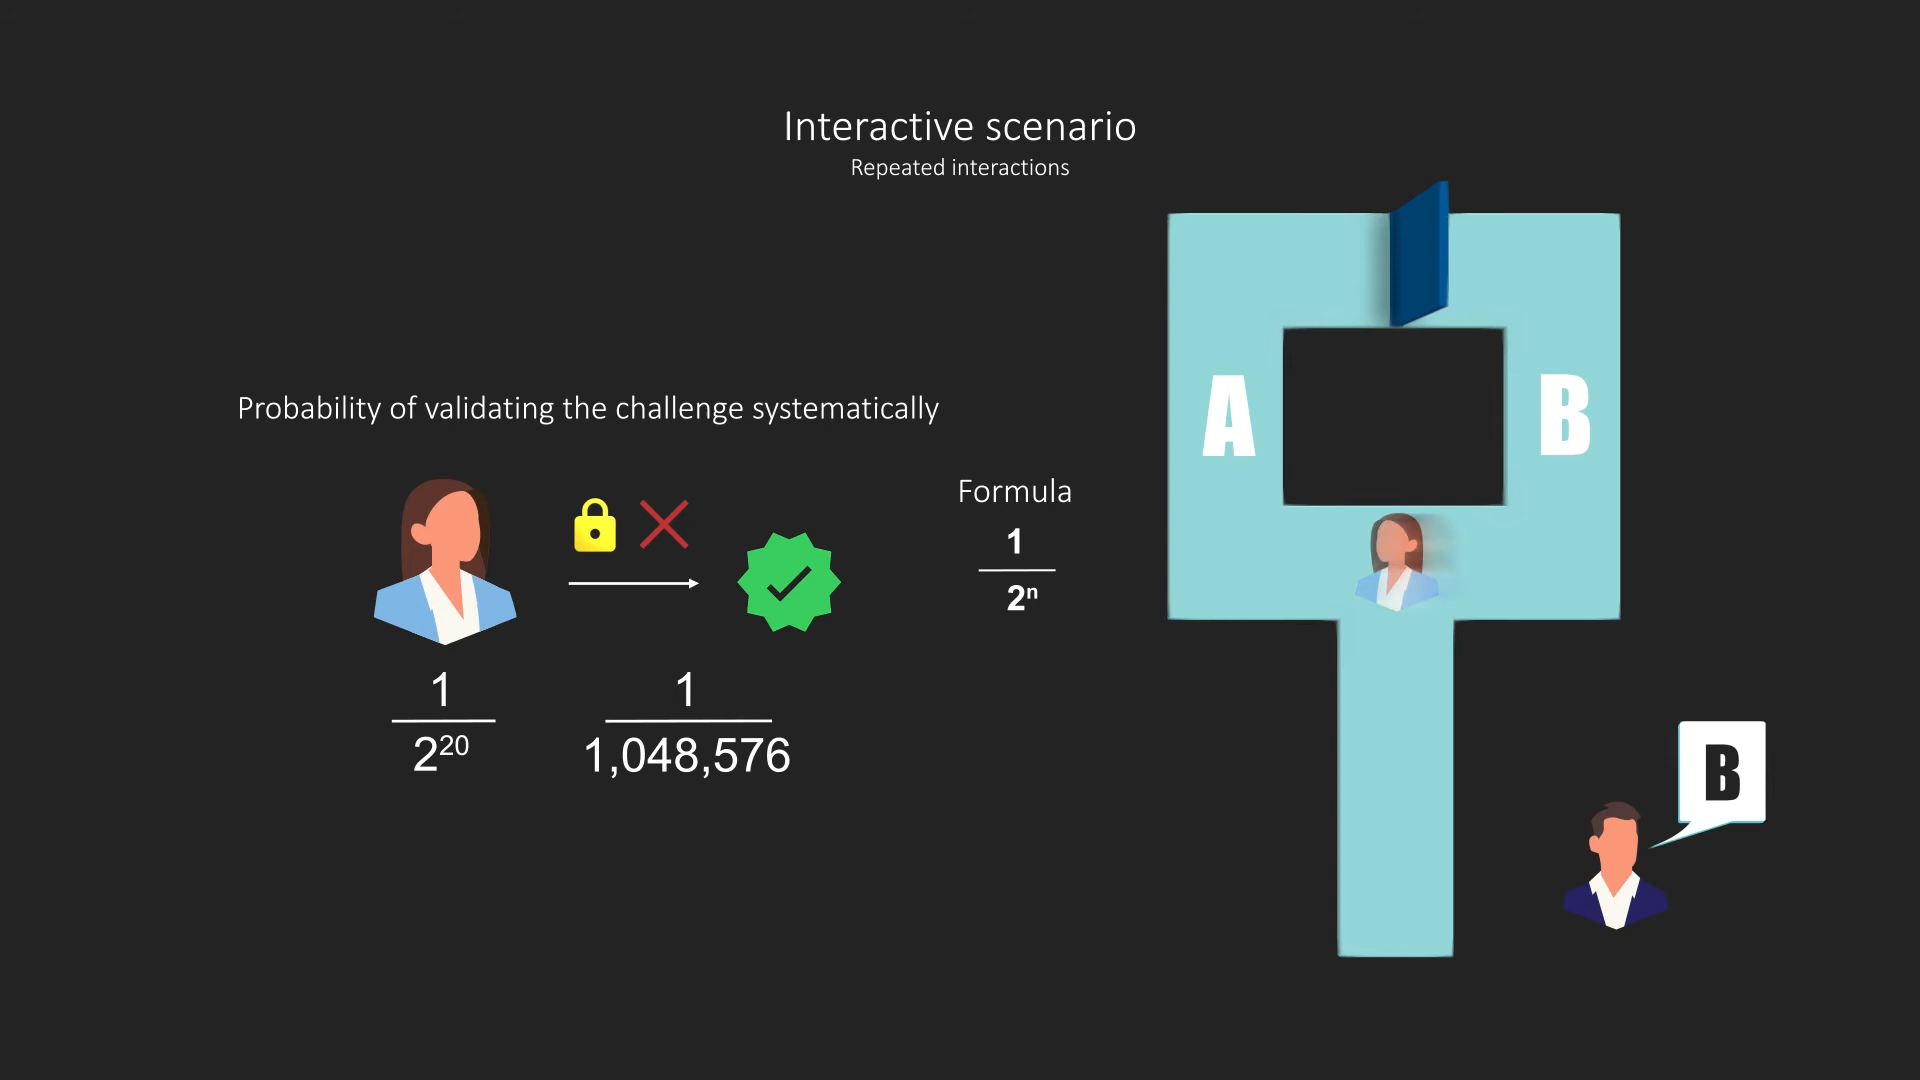 Interactive scenario
Repeated interactions
Probability of validating the challenge systematically
Formula
1
2ⁿ
1
2²⁰
1
1,048,576
A
B
B